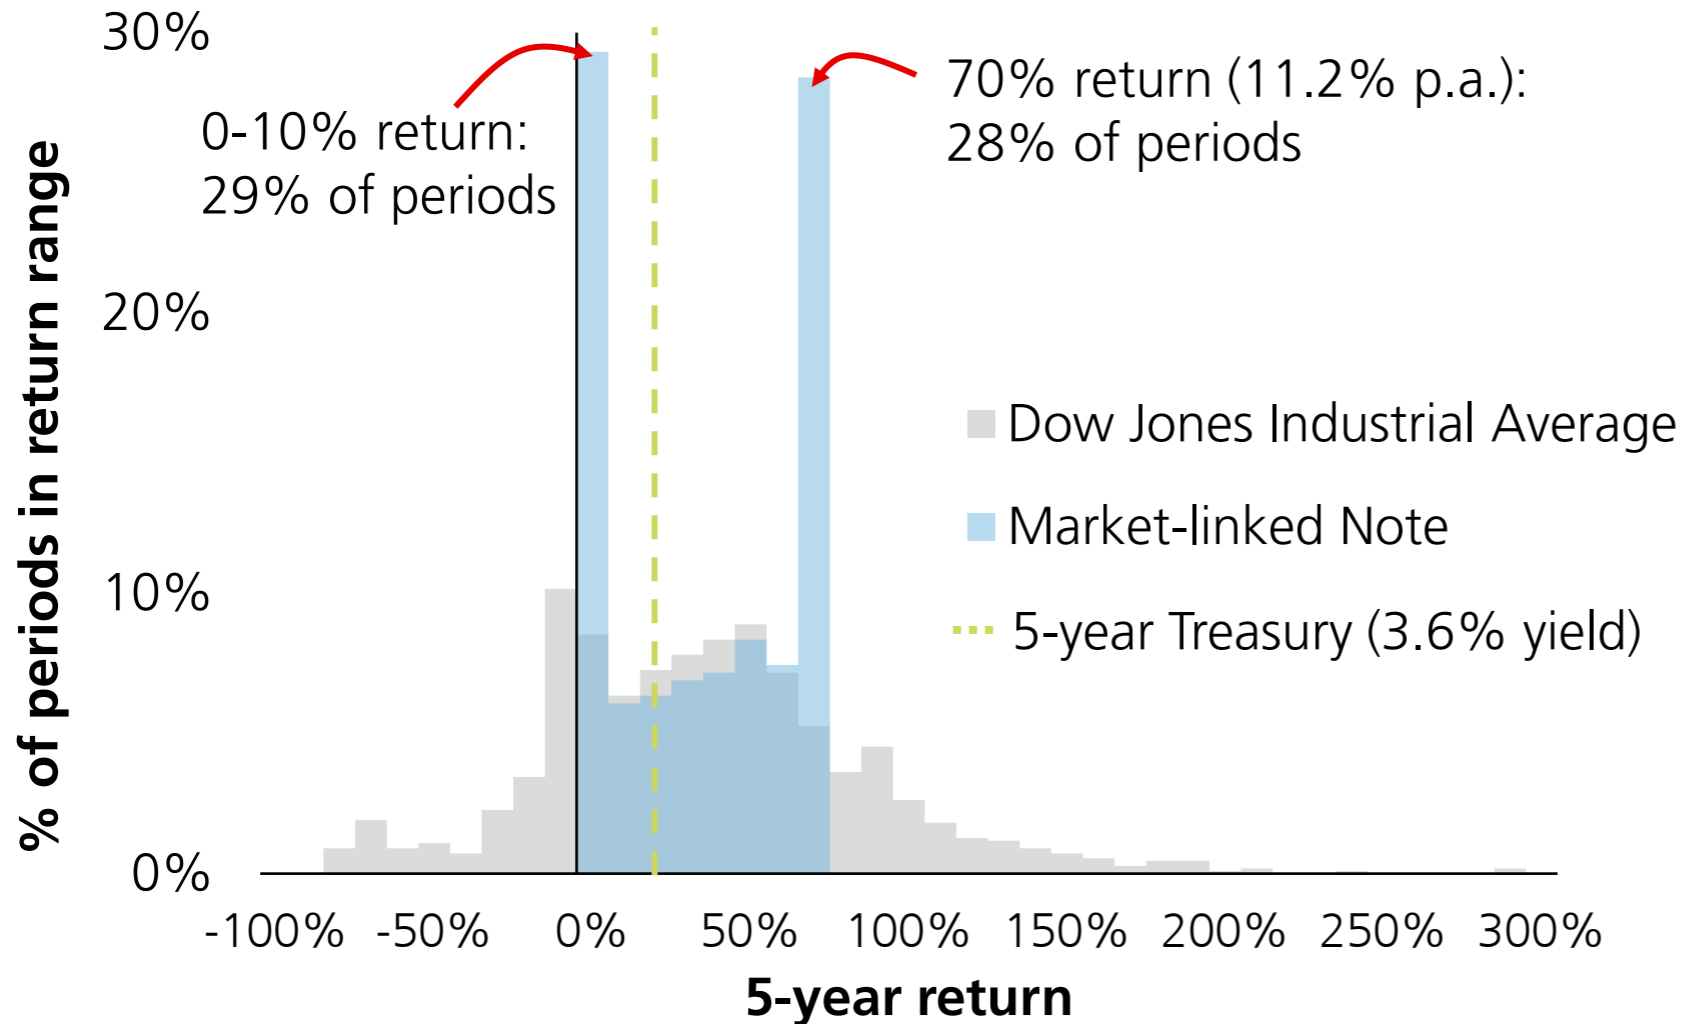 30%
20%
10%
0%
% of periods in return range
0-10% return:
29% of periods
70% return (11.2% p.a.):
28% of periods
Dow Jones Industrial Average
Market-linked Note
5-year Treasury (3.6% yield)
-100% -50% 0% 50% 100% 150% 200% 250% 300%
5-year return